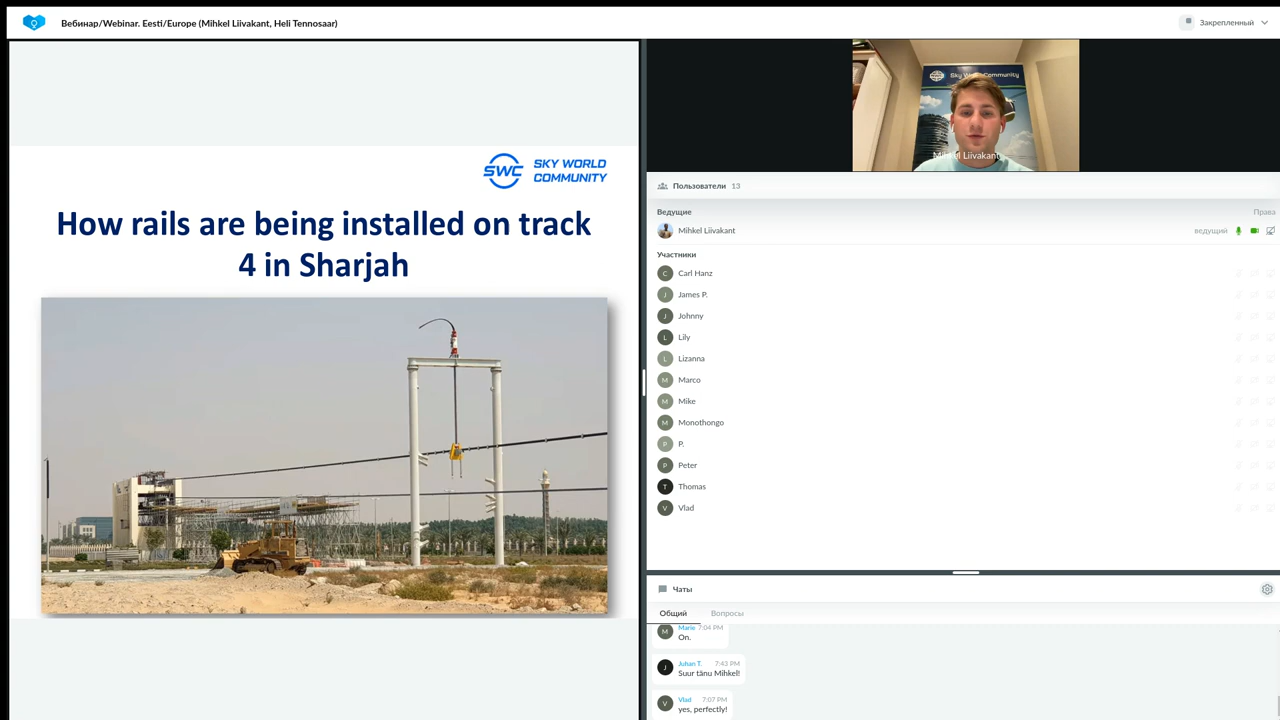 Вебинар/Webinar. Eesti/Europe (Mihkel Liivakant, Heli Tennosaar)
Закрепленный
SWC SKY WORLD
COMMUNITY
How rails are being installed on track
4 in Sharjah
Mihkel Liivakant
Пользователи 13
Ведущие Права
Mihkel Liivakant ведущий
Участники
C Carl Hanz
J James P.
J Johnny
L Lily
L Lizanna
M Marco
M Mike
M Monothongo
P P.
P Peter
T Thomas
V Vlad
Чаты
Общий Вопросы
M Marie 7:04 PM
On.
J Juhan T. 7:43 PM
Suur tänu Mihkel!
V Vlad 7:07 PM
yes, perfectly!